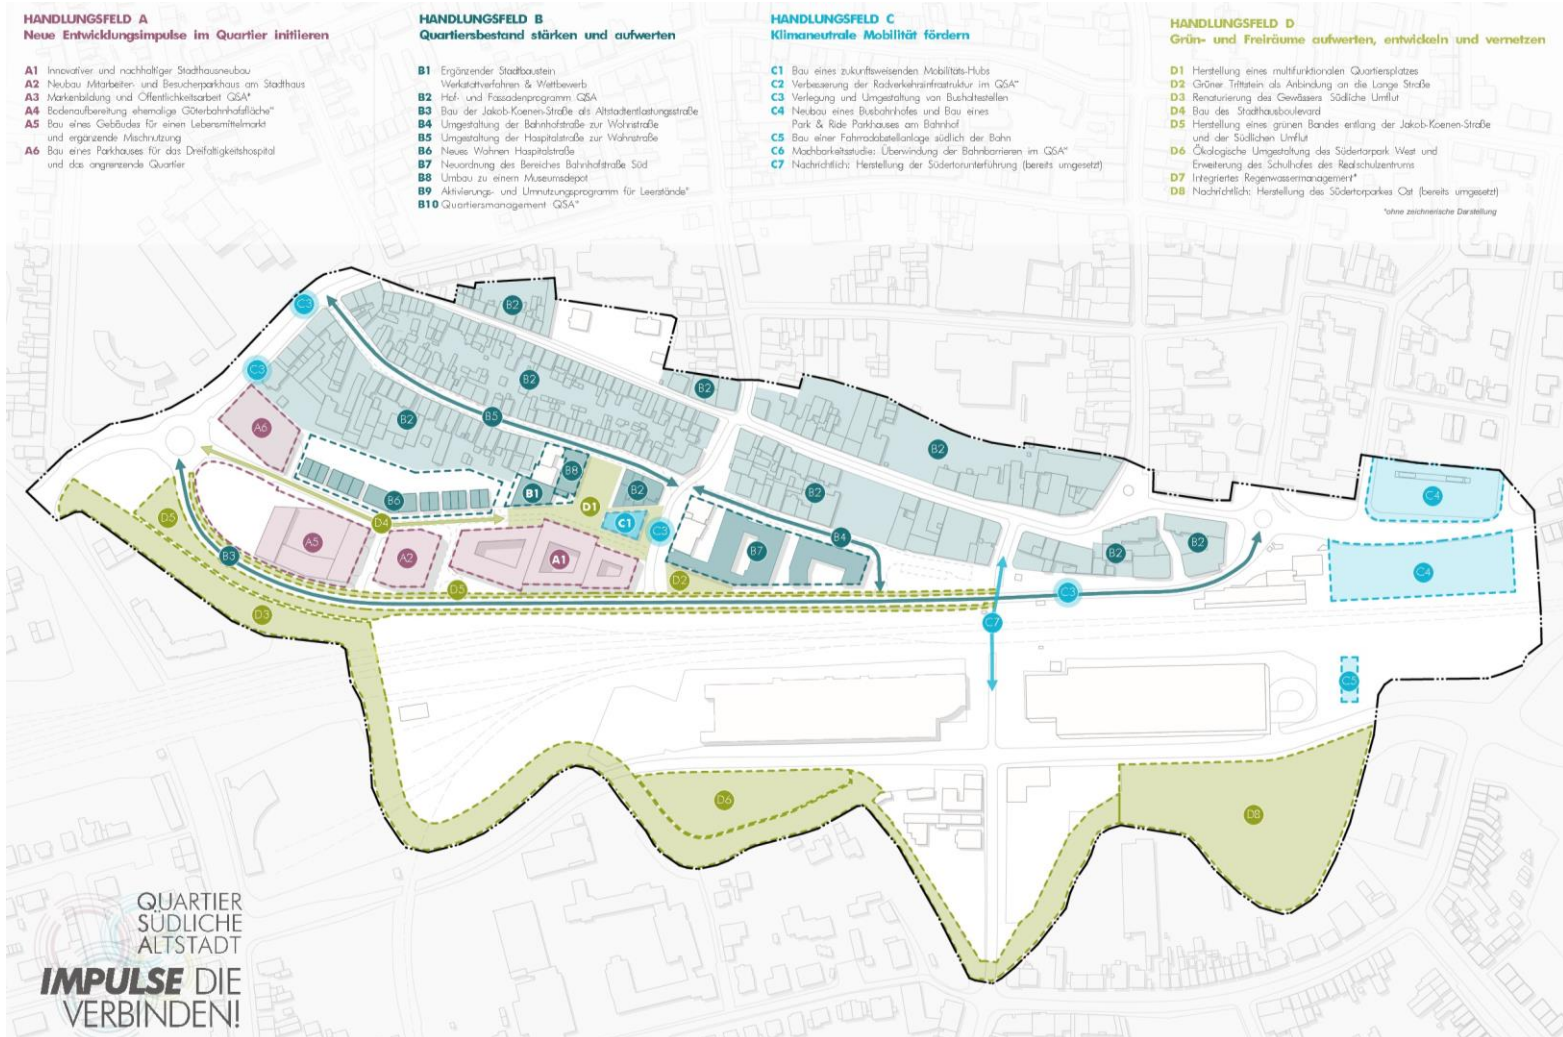 HANDLUNGSFELD A
Neue Entwicklungsimpulse im Quartier initiieren
A1 Innovativer und nachhaltiger Stadthausneubau
A2 Neubau Mitarbeiter- und Besucherparkhaus am Stadthaus
A3 Markenbildung und Öffentlichkeitsarbeit QSA*
A4 Bodenaufbereitung ehemalige Güterbahnhofsfläche*
A5 Bau eines Gebäudes für einen Lebensmittelmarkt
und ergänzende Mischnutzung
A6 Bau eines Parkhauses für das Dreifaltigkeitshospital
und das angrenzende Quartier
HANDLUNGSFELD B
Quartiersbestand stärken und aufwerten
B1 Ergänzender Stadtbaustein
Werkstattverfahren & Wettbewerb
B2 Hof- und Fassadenprogramm QSA
B3 Bau der Jakob-Koenen-Straße als Altstadtentlastungsstraße
B4 Umgestaltung der Bahnhofstraße zur Wohnstraße
B5 Umgestaltung der Hospitalstraße zur Wohnstraße
B6 Neues Wohnen Hospitalstraße
B7 Neuordnung des Bereiches Bahnhofstraße Süd
B8 Umbau zu einem Museumsdepot
B9 Aktivierungs- und Umnutzungsprogramm für Leerstände*
B10 Quartiersmanagement QSA*
HANDLUNGSFELD C
Klimaneutrale Mobilität fördern
C1 Bau eines zukunftsweisenden Mobilitäts-Hubs
C2 Verbesserung der Radverkehrsinfrastruktur im QSA*
C3 Verlegung und Umgestaltung von Bushaltestellen
C4 Neubau eines Busbahnhofes und Bau eines
Park & Ride Parkhauses am Bahnhof
C5 Bau einer Fahrradabstellanlage südlich der Bahn
C6 Machbarkeitsstudie: Überwindung der Bahnbarrieren im QSA*
C7 Nachrichtlich: Herstellung der Südertorunterführung (bereits umgesetzt)
HANDLUNGSFELD D
Grün- und Freiräume aufwerten, entwickeln und vernetzen
D1 Herstellung eines multifunktionalen Quartiersplatzes
D2 Grüner Trittstein als Anbindung an die Lange Straße
D3 Renaturierung des Gewässers Südliche Umflut
D4 Bau des Stadthausboulevard
D5 Herstellung eines grünen Bandes entlang der Jakob-Koenen-Straße
und der Südlichen Umflut
D6 Ökologische Umgestaltung des Südertorpark West und
Erweiterung des Schulhofes des Realschulzentrums
D7 Integriertes Regenwassermanagement*
D8 Nachrichtlich: Herstellung des Südertorparkes Ost (bereits umgesetzt)
*ohne zeichnerische Darstellung
C3
B2
C3
B2
B2
B5
B2
A6
B2
B8
B2
B2
B6
B1
D1
C4
D5
D4
C1
C3
B4
B7
B2
B2
A5
A2
A1
B3
D2
C4
D5
C3
D3
C7
C5
D6
D8
QUARTIER
SÜDLICHE
ALTSTADT
IMPULSE DIE
VERBINDEN!